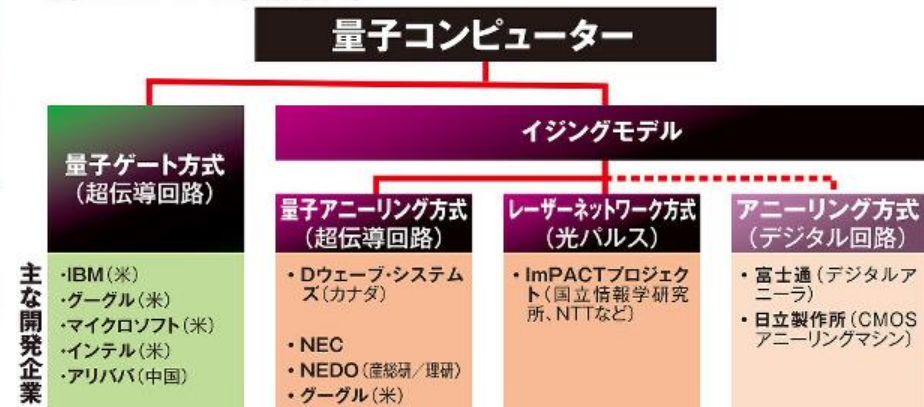 量子コンピューター
イジングモデル
量子ゲート方式
(超伝導回路)
量子アニーリング方式
(超伝導回路)
レーザーネットワーク方式
(光パルス)
アニーリング方式
(デジタル回路)
主な開発企業
・IBM(米)
・グーグル(米)
・マイクロソフト(米)
・インテル(米)
・アリババ(中国)
・Dウェーブ・システム
ズ(カナダ)
・NEC
・NEDO(産総研/理研)
・グーグル(米)
・ImPACTプロジェク
ト(国立情報学研究
所、NTTなど)
・富士通(デジタルア
ニーラ)
・日立製作所(CMOS
アニーリングマシン)